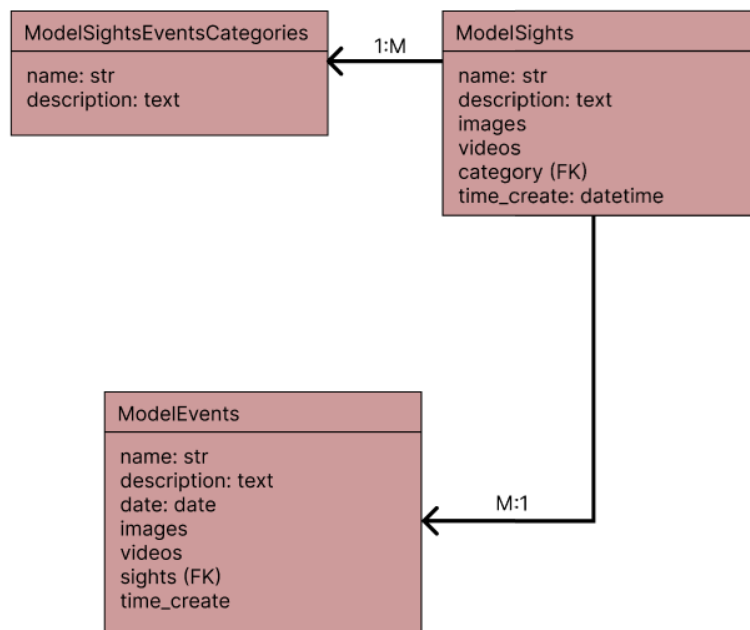 ModelSightsEventsCategories
name: str
description: text
1:M
ModelSights
name: str
description: text
images
videos
category (FK)
time_create: datetime
ModelEvents
name: str
description: text
date: date
images
videos
sights (FK)
time_create
M:1